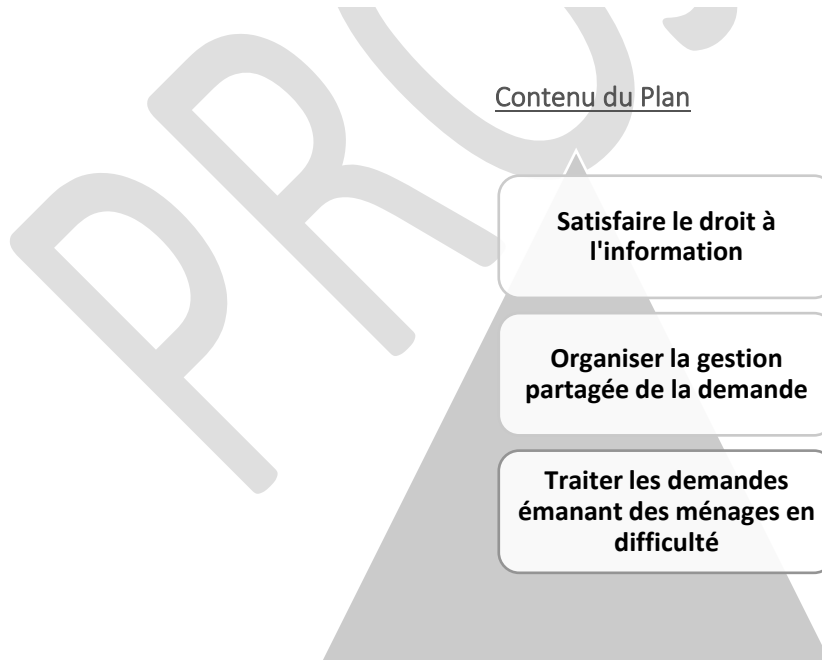 Contenu du Plan
Satisfaire le droit à
l'information
Organiser la gestion
partagée de la demande
Traiter les demandes
émanant des ménages en
difficulté